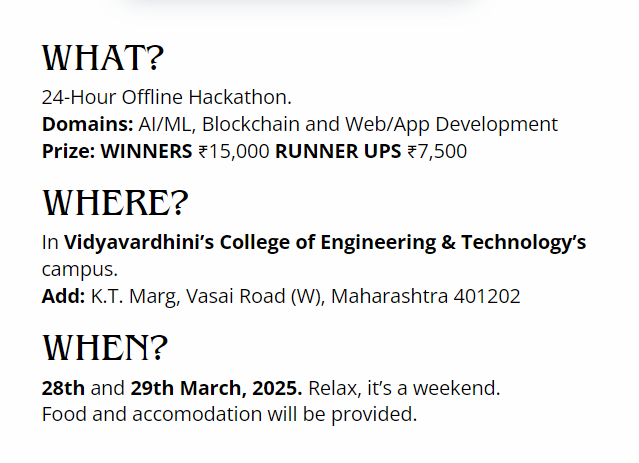 WHAT?
24-Hour Offline Hackathon.
Domains: AI/ML, Blockchain and Web/App Development
Prize: WINNERS ₹15,000 RUNNER UPS ₹7,500
WHERE?
In Vidyavardhini’s College of Engineering & Technology’s
campus.
Add: K.T. Marg, Vasai Road (W), Maharashtra 401202
WHEN?
28th and 29th March, 2025. Relax, it’s a weekend.
Food and accomodation will be provided.